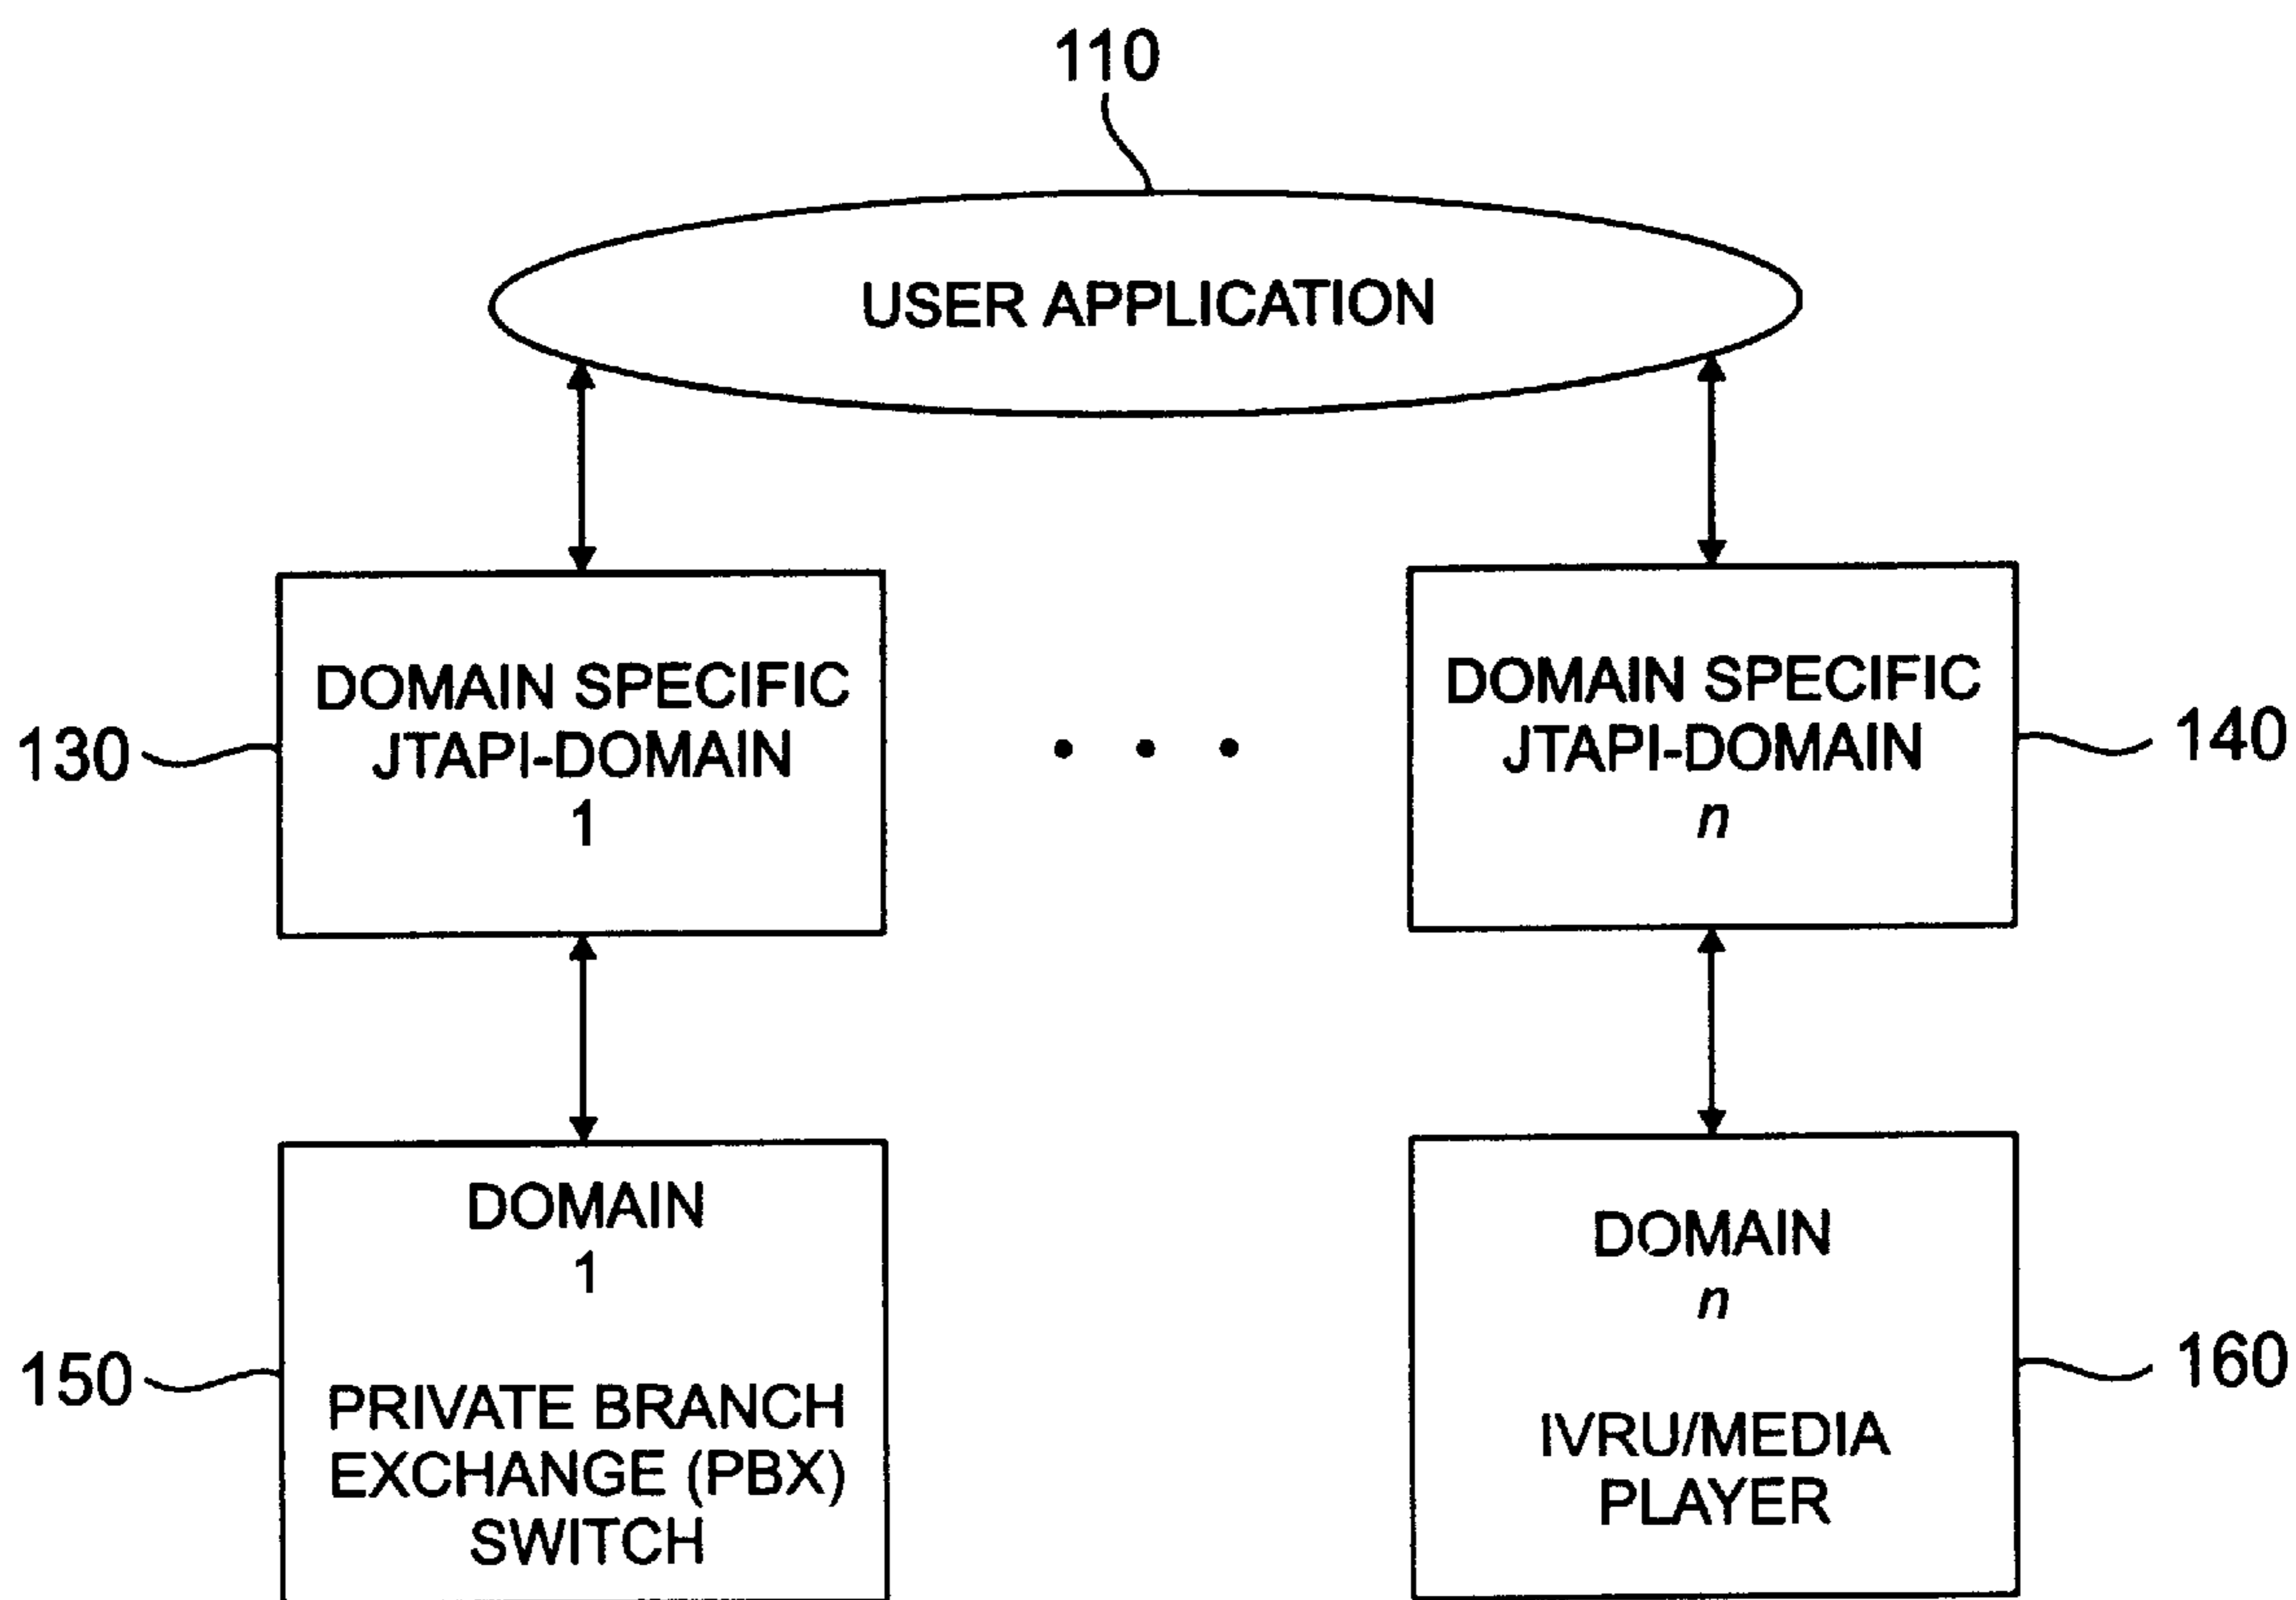 110
USER APPLICATION
DOMAIN SPECIFIC
JTAPI-DOMAIN
1
130
DOMAIN SPECIFIC
JTAPI-DOMAIN
n
140
DOMAIN
1
PRIVATE BRANCH
EXCHANGE (PBX)
SWITCH
150
DOMAIN
n
IVRU/MEDIA
PLAYER
160